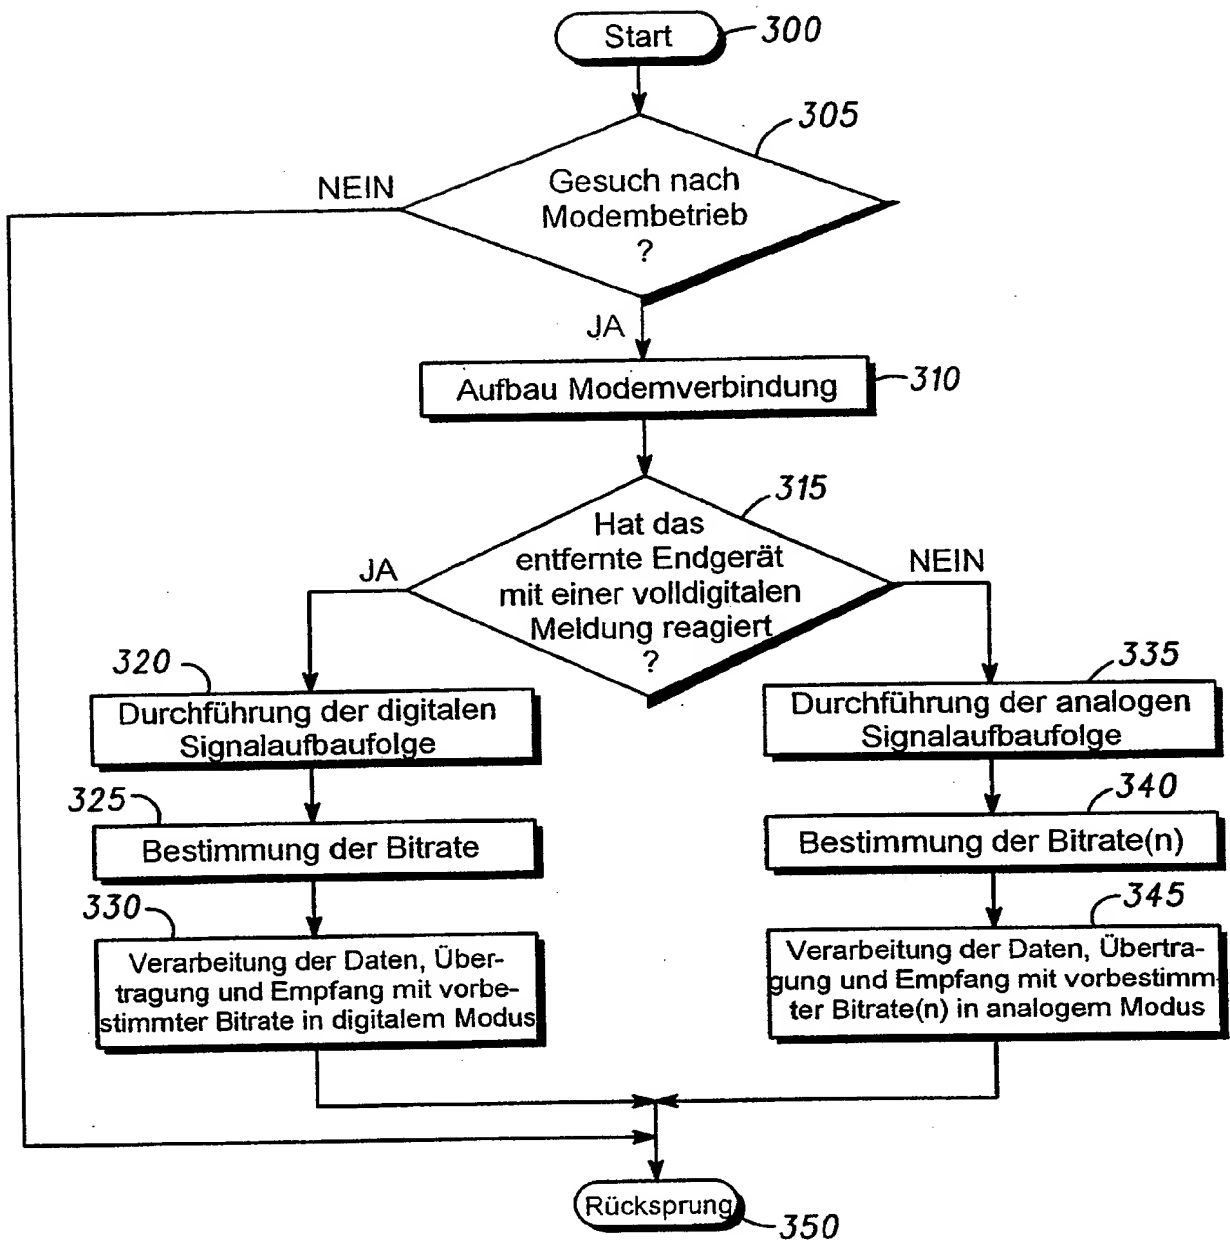 Start
300
305
NEIN
Gesuch nach
Modembetrieb
?
JA
Aufbau Modemverbindung
310
315
Hat das
entfernte Endgerät
mit einer volldigitalen
Meldung reagiert
?
JA
NEIN
320
Durchführung der digitalen
Signalaufbaufolge
335
Durchführung der analogen
Signalaufbaufolge
325
Bestimmung der Bitrate
340
Bestimmung der Bitrate(n)
330
Verarbeitung der Daten, Über-
tragung und Empfang mit vorbe-
stimmter Bitrate in digitalem Modus
345
Verarbeitung der Daten, Übertra-
gung und Empfang mit vorbestimm-
ter Bitrate(n) in analogem Modus
Rücksprung
350